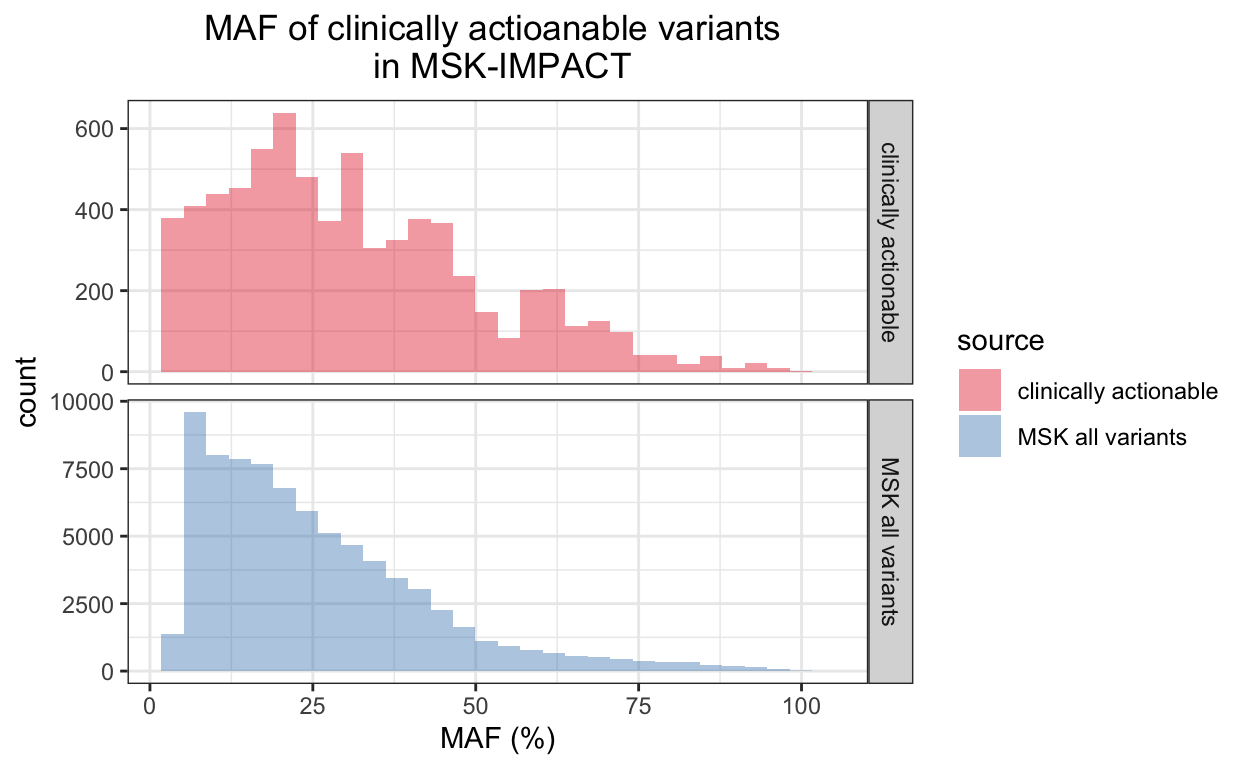 MAF of clinically actioanable variants
in MSK-IMPACT
600
400
200
0
clinically actionable
count
10000
7500
5000
2500
0
MSK all variants
0 25 50 75 100
MAF (%)
source
clinically actionable
MSK all variants